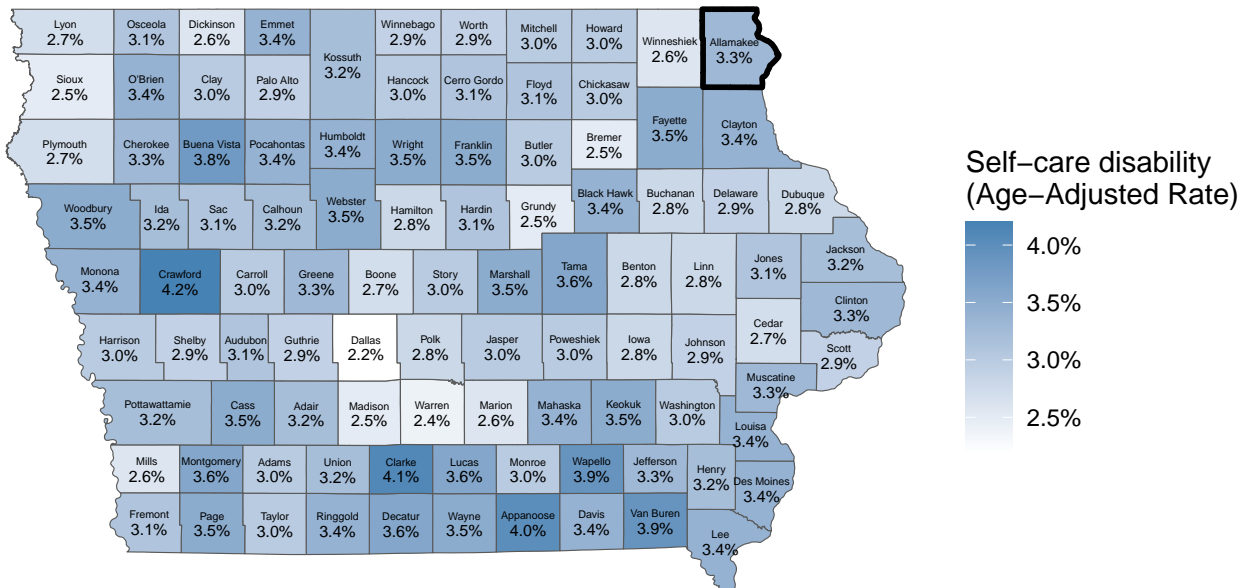 Lyon
2.7%
Osceola
3.1%
Dickinson
2.6%
Emmet
3.4%
Kossuth
3.2%
Winnebago
2.9%
Worth
2.9%
Mitchell
3.0%
Howard
3.0%
Winneshiek
2.6%
Allamakee
3.3%
Sioux
2.5%
O'Brien
3.4%
Clay
3.0%
Palo Alto
2.9%
Hancock
3.0%
Cerro Gordo
3.1%
Floyd
3.1%
Chickasaw
3.0%
Fayette
3.5%
Clayton
3.4%
Plymouth
2.7%
Cherokee
3.3%
Buena Vista
3.8%
Pocahontas
3.4%
Humboldt
3.4%
Wright
3.5%
Franklin
3.5%
Butler
3.0%
Bremer
2.5%
Woodbury
3.5%
Ida
3.2%
Sac
3.1%
Calhoun
3.2%
Webster
3.5%
Hamilton
2.8%
Hardin
3.1%
Grundy
2.5%
Black Hawk
3.4%
Buchanan
2.8%
Delaware
2.9%
Dubuque
2.8%
Monona
3.4%
Crawford
4.2%
Carroll
3.0%
Greene
3.3%
Boone
2.7%
Story
3.0%
Marshall
3.5%
Tama
3.6%
Benton
2.8%
Linn
2.8%
Jones
3.1%
Jackson
3.2%
Clinton
3.3%
Harrison
3.0%
Shelby
2.9%
Audubon
3.1%
Guthrie
2.9%
Dallas
2.2%
Polk
2.8%
Jasper
3.0%
Poweshiek
3.0%
Iowa
2.8%
Johnson
2.9%
Cedar
2.7%
Scott
2.9%
Muscatine
3.3%
Pottawattamie
3.2%
Cass
3.5%
Adair
3.2%
Madison
2.5%
Warren
2.4%
Marion
2.6%
Mahaska
3.4%
Keokuk
3.5%
Washington
3.0%
Louisa
3.4%
Mills
2.6%
Montgomery
3.6%
Adams
3.0%
Union
3.2%
Clarke
4.1%
Lucas
3.6%
Monroe
3.0%
Wapello
3.9%
Jefferson
3.3%
Henry
3.2%
Des Moines
3.4%
Fremont
3.1%
Page
3.5%
Taylor
3.0%
Ringgold
3.4%
Decatur
3.6%
Wayne
3.5%
Appanoose
4.0%
Davis
3.4%
Van Buren
3.9%
Lee
3.4%
Self−care disability
(Age−Adjusted Rate)
4.0%
3.5%
3.0%
2.5%